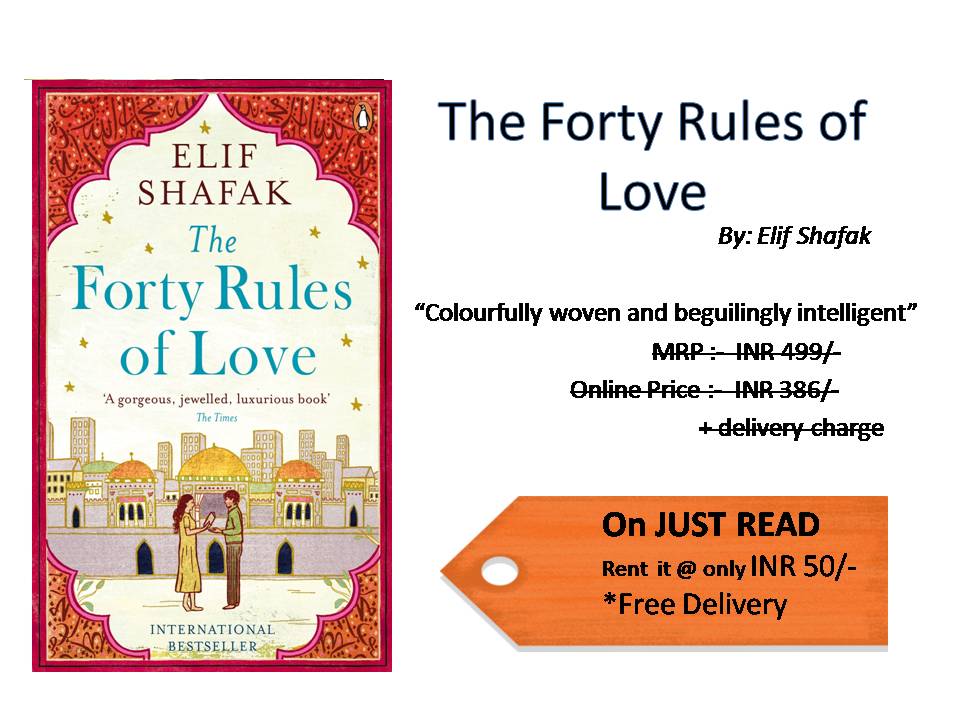 ELIF
SHAFAK
The
Forty Rules
of Love
‘A gorgeous, jewelled, luxurious book’
The Times
INTERNATIONAL
BESTSELLER
The Forty Rules of
Love
By: Elif Shafak
“Colourfully woven and beguilingly intelligent”
MRP :- INR 499/-
Online Price :- INR 386/-
+ delivery charge
On JUST READ
Rent it @ only INR 50/-
*Free Delivery